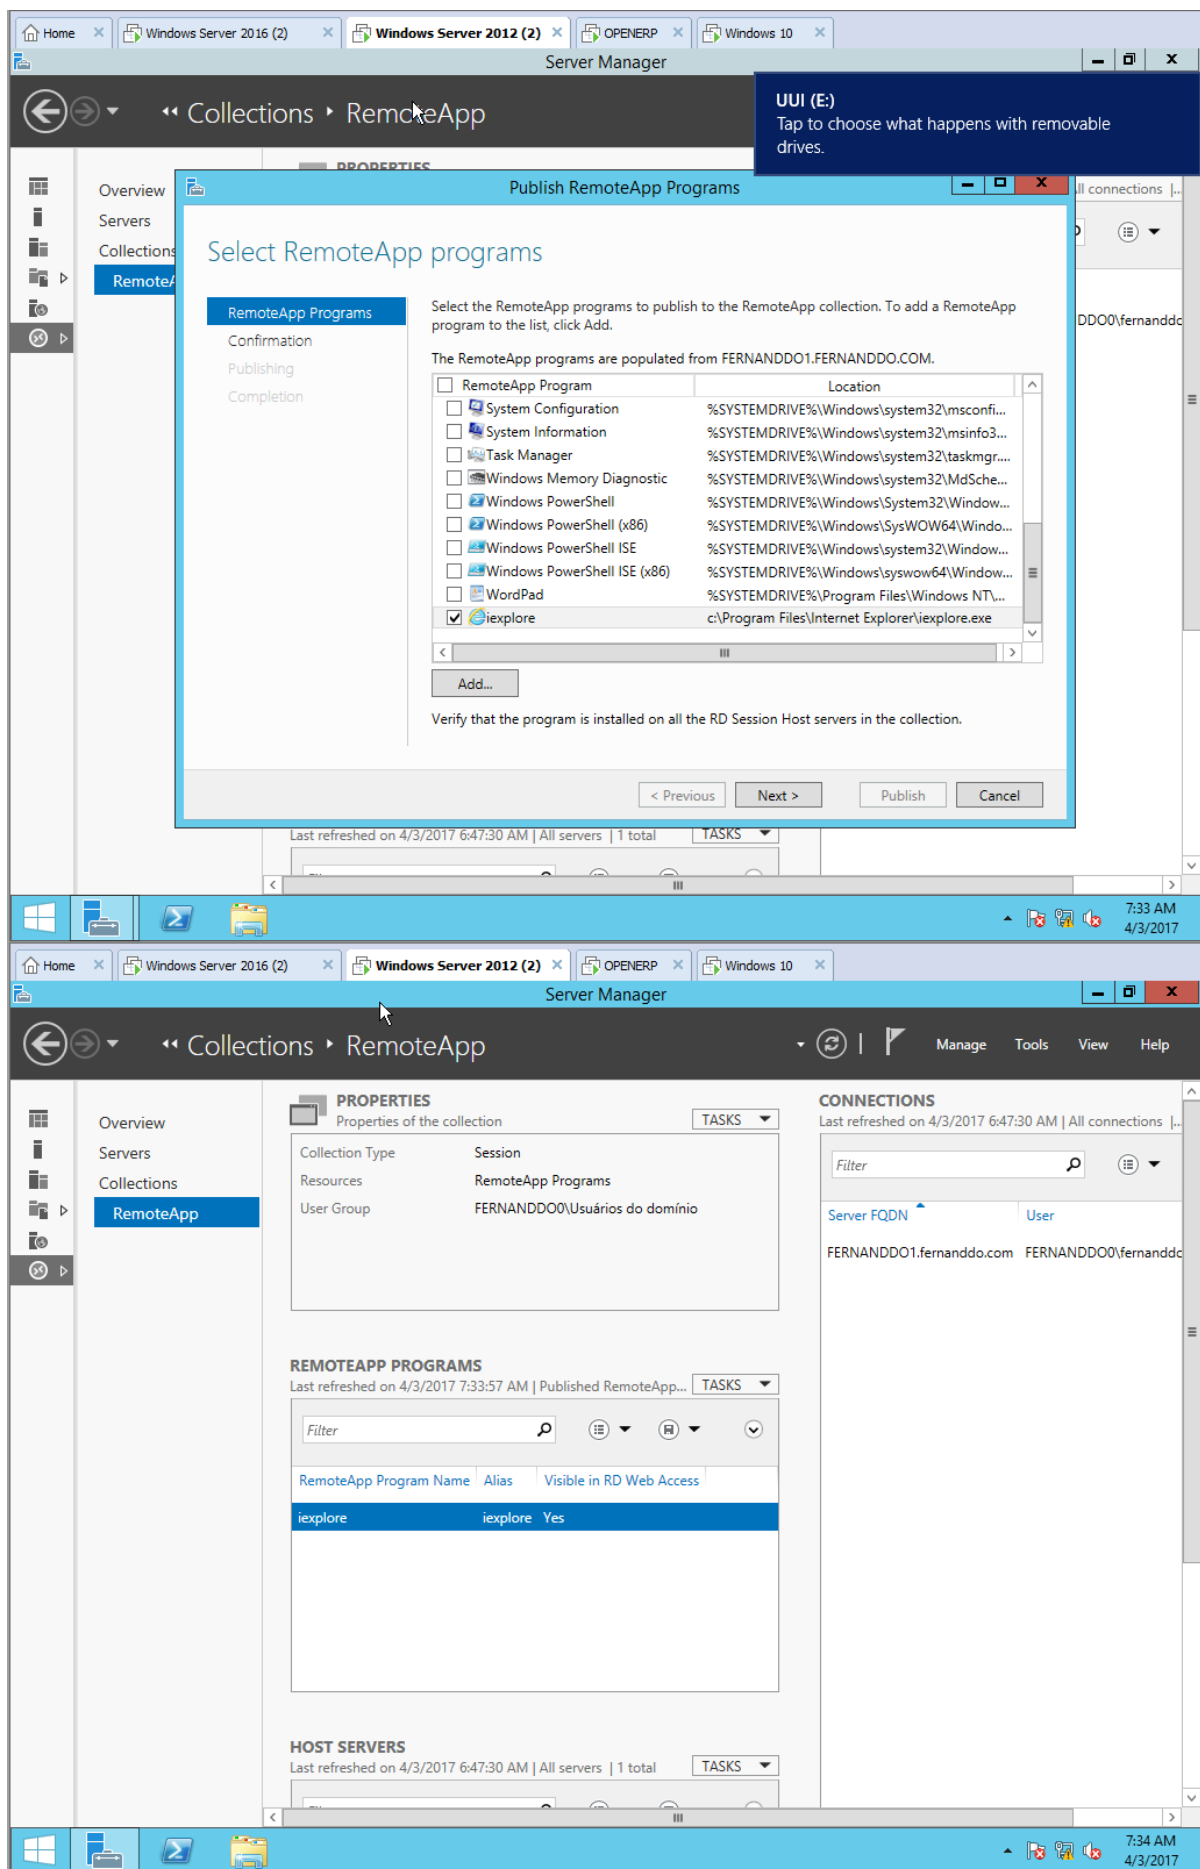 Home
Windows Server 2016 (2)
Windows Server 2012 (2)
OPENERP
Windows 10
Server Manager
Collections
RemoteApp
UUI (E:)
Tap to choose what happens with removable
drives.
PROPERTIES
Overview
Servers
Collections
RemoteA
Publish RemoteApp Programs
ll connections |...
DDO0\fernanddo
Select RemoteApp programs
RemoteApp Programs
Confirmation
Publishing
Completion
Select the RemoteApp programs to publish to the RemoteApp collection. To add a RemoteApp
program to the list, click Add.
The RemoteApp programs are populated from FERNANDDO1.FERNANDDO.COM.
RemoteApp Program Location
System Configuration %SYSTEMDRIVE%\Windows\system32\msconfi...
System Information %SYSTEMDRIVE%\Windows\system32\msinfo3...
Task Manager %SYSTEMDRIVE%\Windows\system32\taskmgr....
Windows Memory Diagnostic %SYSTEMDRIVE%\Windows\system32\MdSche...
Windows PowerShell %SYSTEMDRIVE%\Windows\System32\Window...
Windows PowerShell (x86) %SYSTEMDRIVE%\Windows\SysWOW64\Windo...
Windows PowerShell ISE %SYSTEMDRIVE%\Windows\system32\Window...
Windows PowerShell ISE (x86) %SYSTEMDRIVE%\Windows\syswow64\Window...
WordPad %SYSTEMDRIVE%\Program Files\Windows NT\...
iexplore c:\Program Files\Internet Explorer\iexplore.exe
Add...
Verify that the program is installed on all the RD Session Host servers in the collection.
< Previous Next > Publish Cancel
Last refreshed on 4/3/2017 6:47:30 AM | All servers | 1 total TASKS
7:33 AM
4/3/2017
Home
Windows Server 2016 (2)
Windows Server 2012 (2)
OPENERP
Windows 10
Server Manager
Collections
RemoteApp
Manage Tools View Help
Overview
Servers
Collections
RemoteApp
PROPERTIES
Properties of the collection TASKS
Collection Type Session
Resources RemoteApp Programs
User Group FERNANDDO0\Usuários do domínio
CONNECTIONS
Last refreshed on 4/3/2017 6:47:30 AM | All connections |...
Filter
Server FQDN User
FERNANDDO1.fernanddo.com FERNANDDO0\fernanddo
REMOTEAPP PROGRAMS
Last refreshed on 4/3/2017 7:33:57 AM | Published RemoteApp... TASKS
Filter
RemoteApp Program Name Alias Visible in RD Web Access
iexplore iexplore Yes
HOST SERVERS
Last refreshed on 4/3/2017 6:47:30 AM | All servers | 1 total TASKS
7:34 AM
4/3/2017